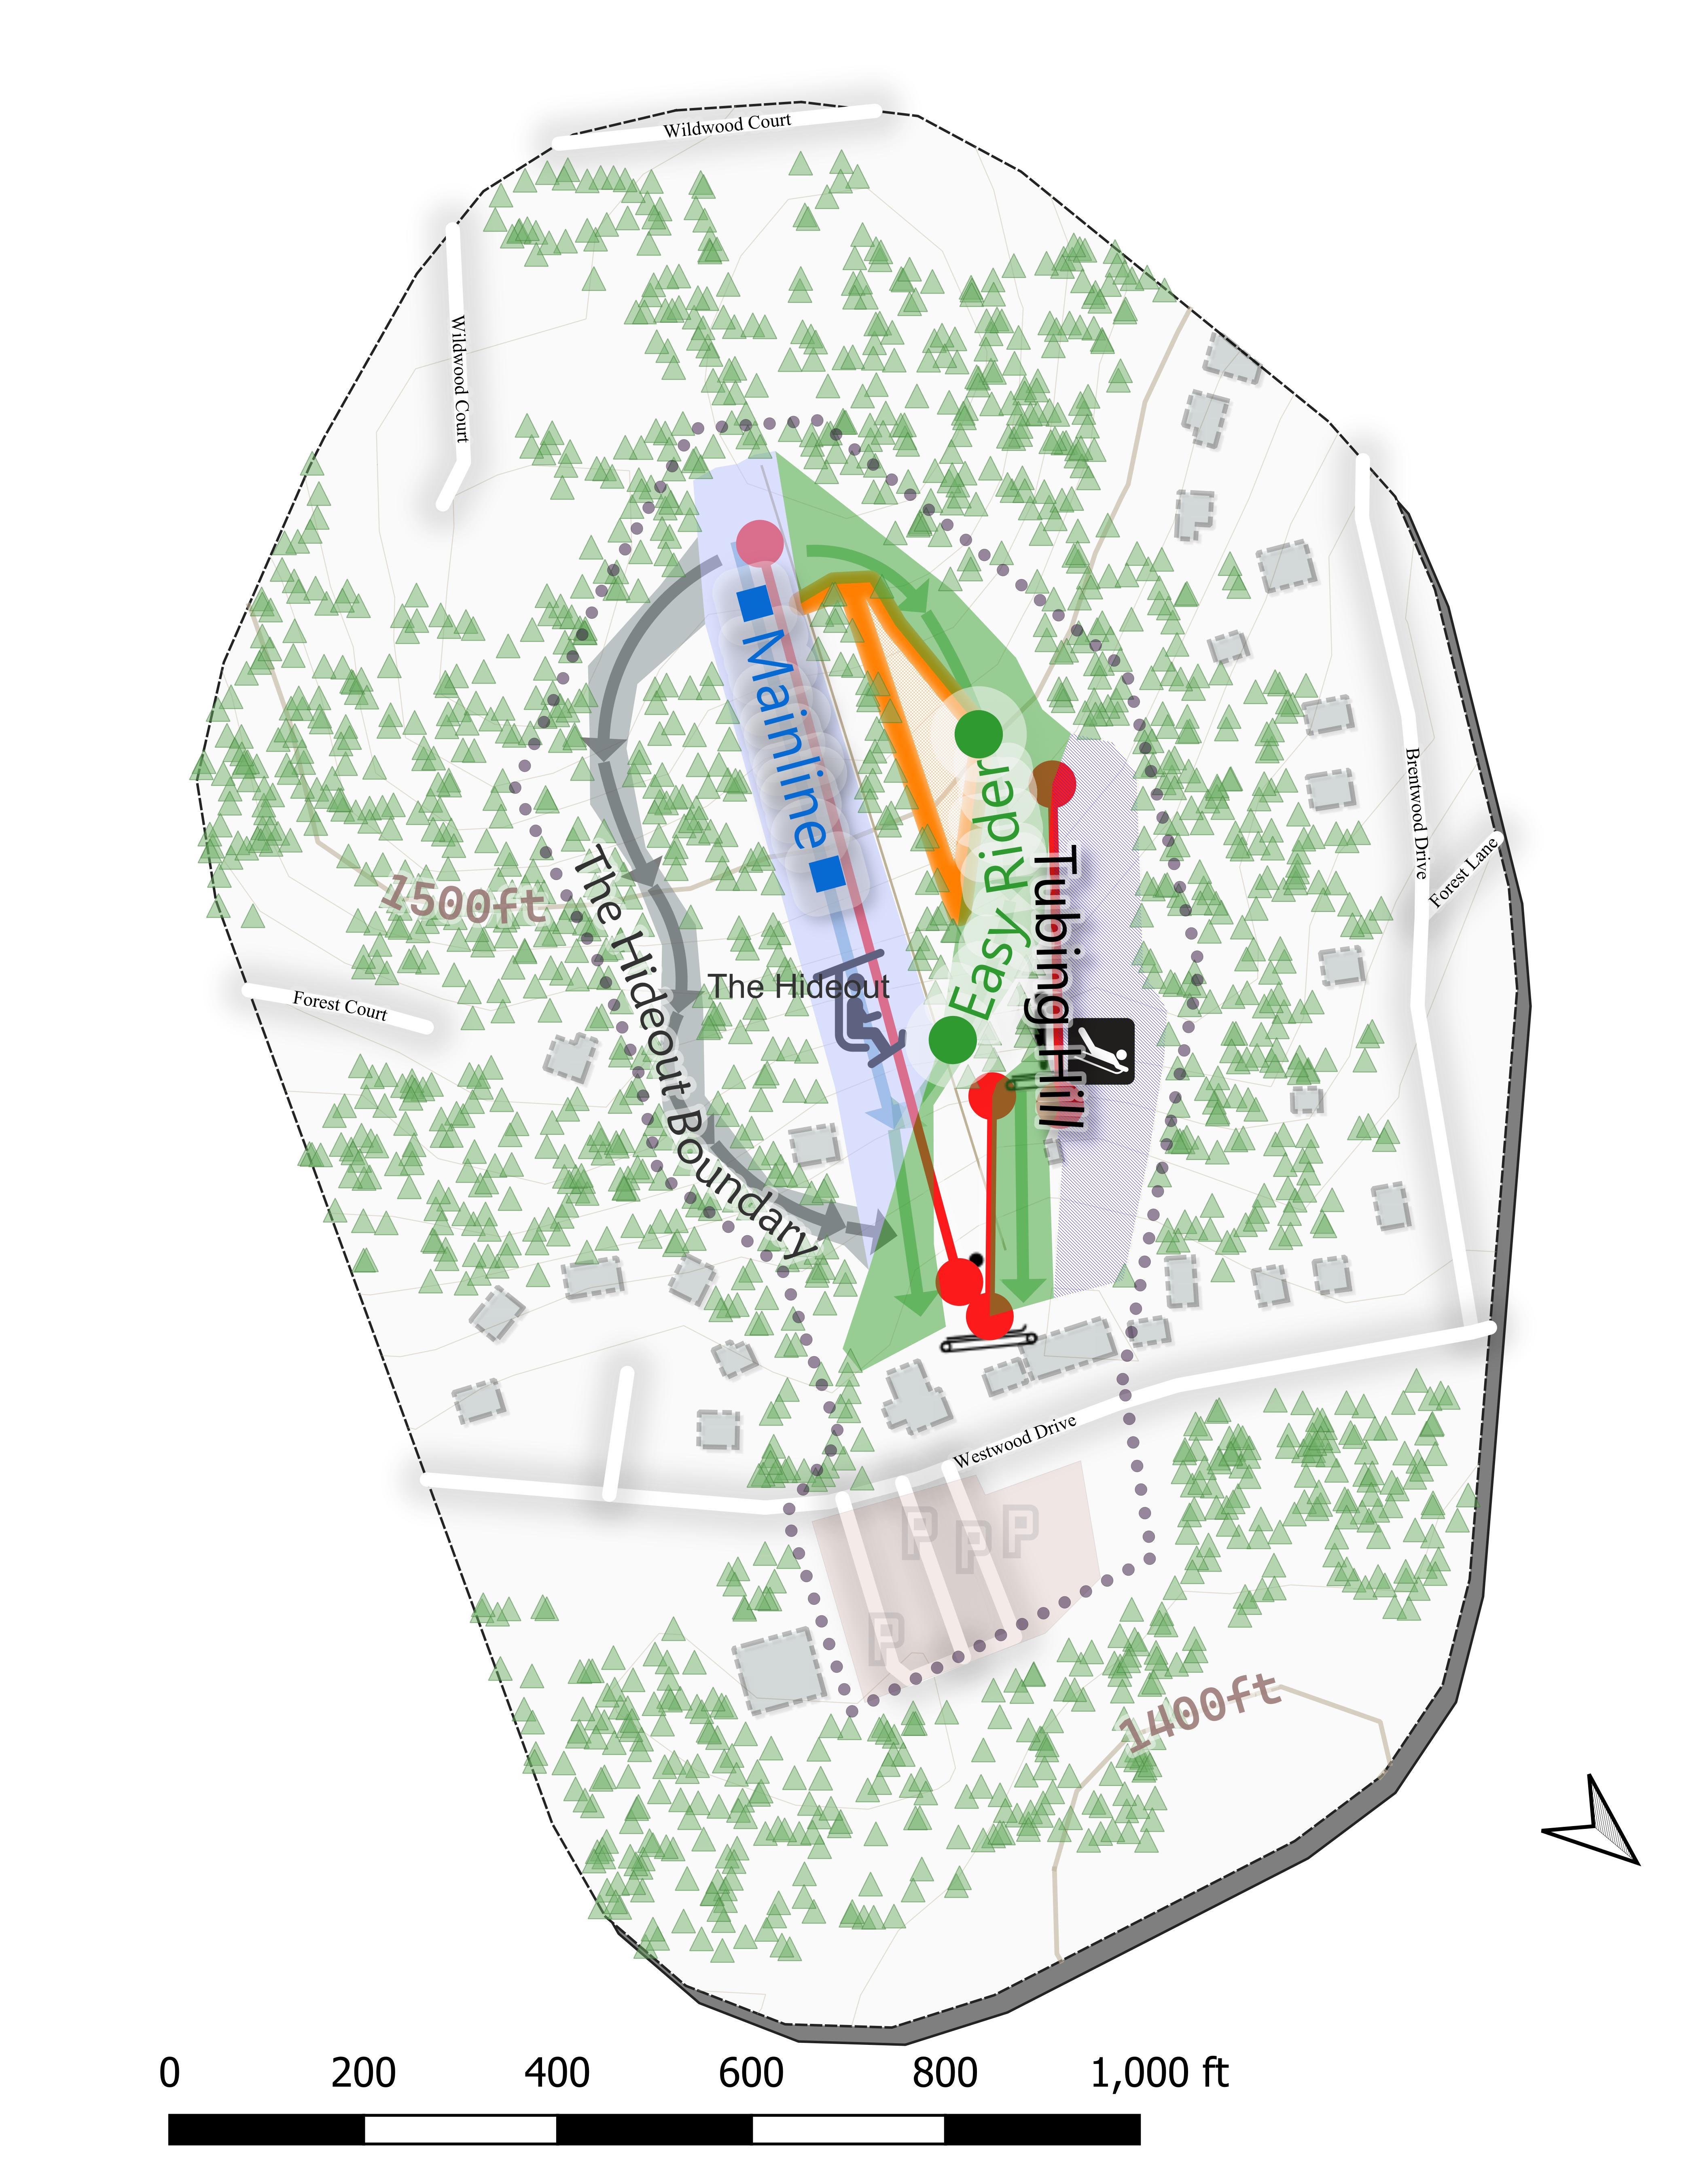 Wildwood Court
Wildwood Court
Mainline
Easy Rider
Tubing Hill
Brentwood Drive
Forest Lane
1500ft
The Hideout Boundary
The Hideout
Forest Court
Westwood Drive
P
P
P
P
1400ft
0 200 400 600 800 1,000 ft